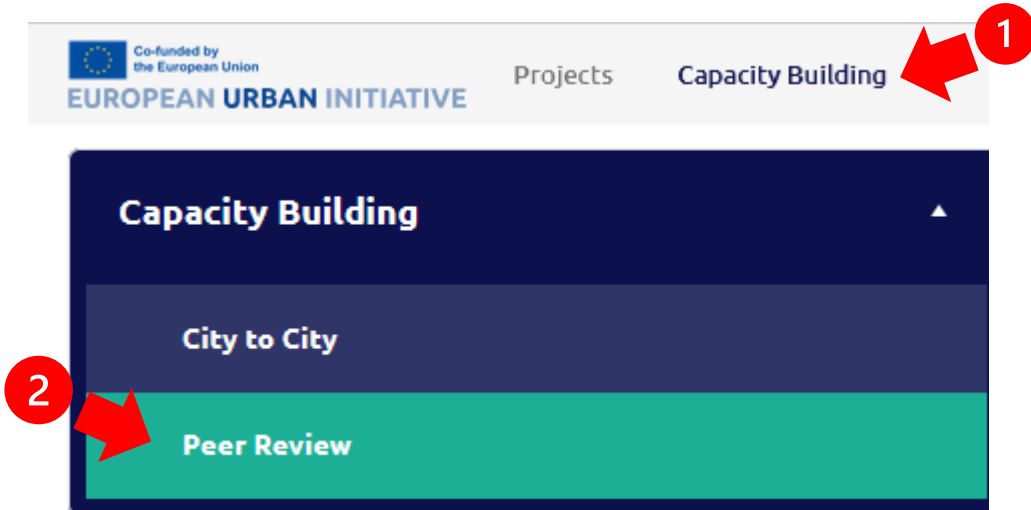 1
Co-funded by
the European Union
EUROPEAN URBAN INITIATIVE
Projects
Capacity Building
Capacity Building
City to City
2
Peer Review